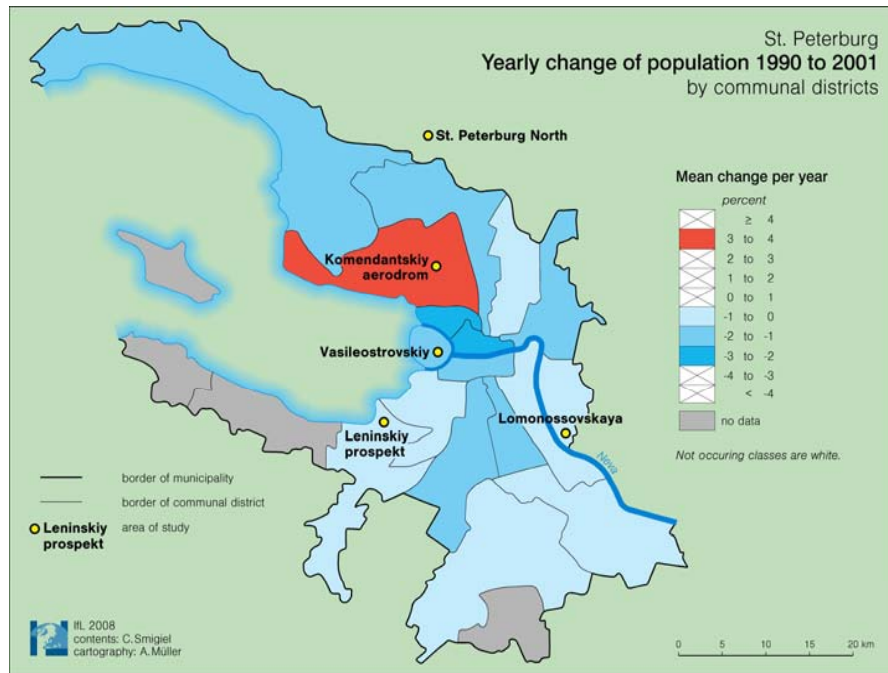 St. Peterburg
Yearly change of population 1990 to 2001
by communal districts
St. Peterburg North
Komendantskiy
aerodrom
Vasileostrovskiy
Leninskiy
prospekt
Lomonossovskaya
Neva
Mean change per year
percent
≥ 4
3 to 4
2 to 3
1 to 2
0 to 1
-1 to 0
-2 to -1
-3 to -2
-4 to -3
< -4
no data
Not occuring classes are white.
border of municipality
border of communal district
Leninskiy
prospekt
area of study
IfL 2008
contents: C.Smigiel
cartography: A.Müller
0 5 10 15 20 km